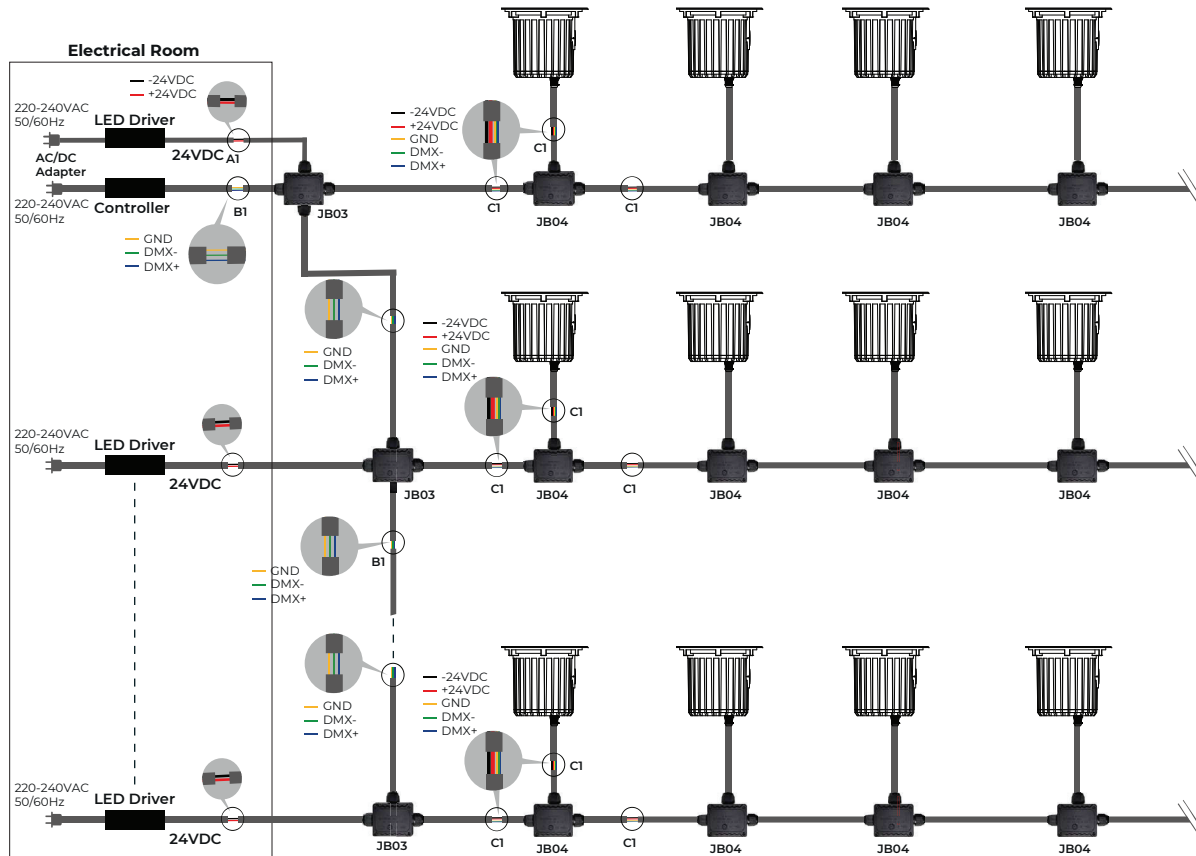 Electrical Room
-24VDC
+24VDC
220-240VAC
50/60Hz
LED Driver
24VDC
A1
AC/DC
Adapter
Controller
220-240VAC
50/60Hz
B1
GND
DMX-
DMX+
JB03
-24VDC
+24VDC
GND
DMX-
DMX+
C1
C1
JB04
C1
JB04
JB04
JB04
GND
DMX-
DMX+
-24VDC
+24VDC
GND
DMX-
DMX+
C1
220-240VAC
50/60Hz
LED Driver
24VDC
JB03
C1
JB04
C1
JB04
JB04
JB04
B1
GND
DMX-
DMX+
GND
DMX-
DMX+
-24VDC
+24VDC
GND
DMX-
DMX+
C1
220-240VAC
50/60Hz
LED Driver
24VDC
JB03
C1
JB04
C1
JB04
JB04
JB04